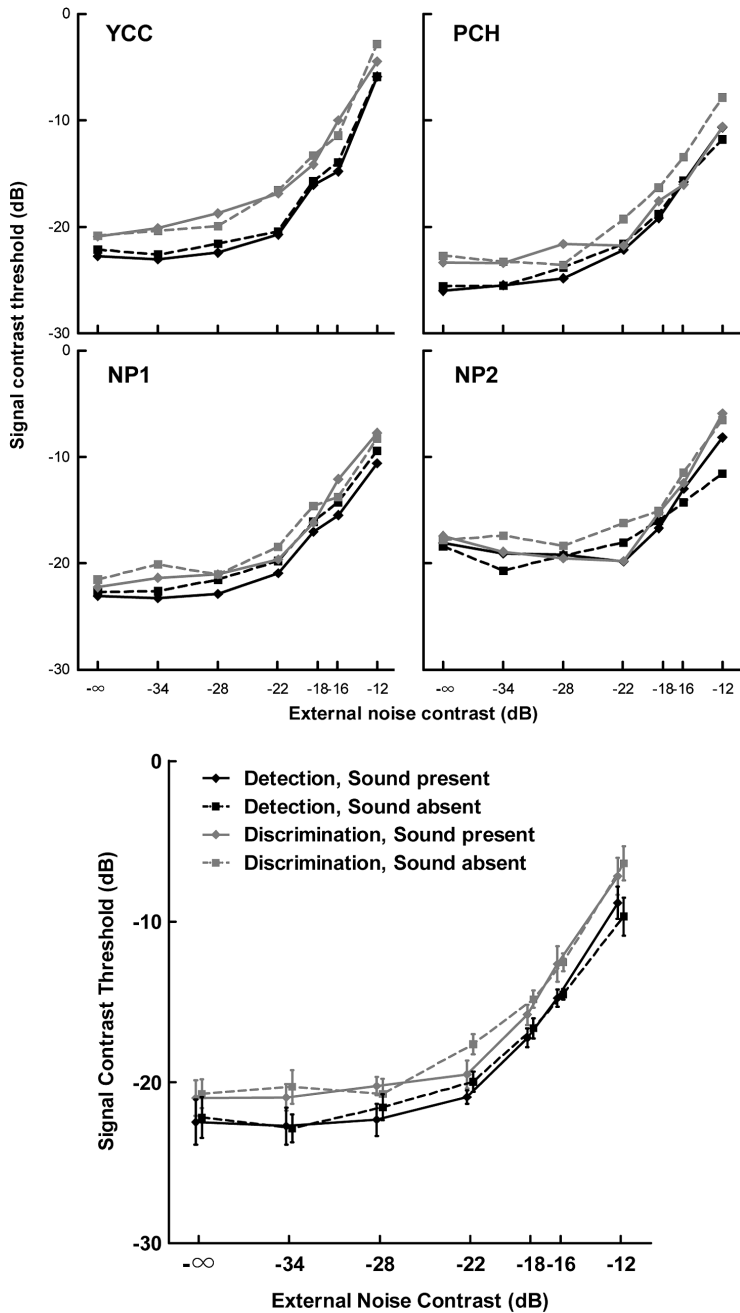 0
YCC
PCH
-10
-20
-30
Signal contrast threshold (dB)
0
NP1
NP2
-10
-20
-30
-∞ -34 -28 -22 -18 -16 -12
-∞ -34 -28 -22 -18 -16 -12
External noise contrast (dB)
0
Detection, Sound present
Detection, Sound absent
Discrimination, Sound present
Discrimination, Sound absent
-10
-20
-30
Signal Contrast Threshold (dB)
-∞ -34 -28 -22 -18 -16 -12
External Noise Contrast (dB)